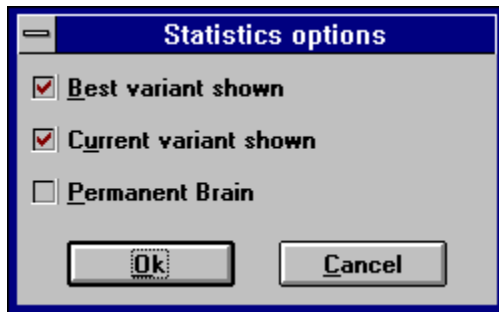 Statistics options
Best variant shown
Current variant shown
Permanent Brain
Ok Cancel